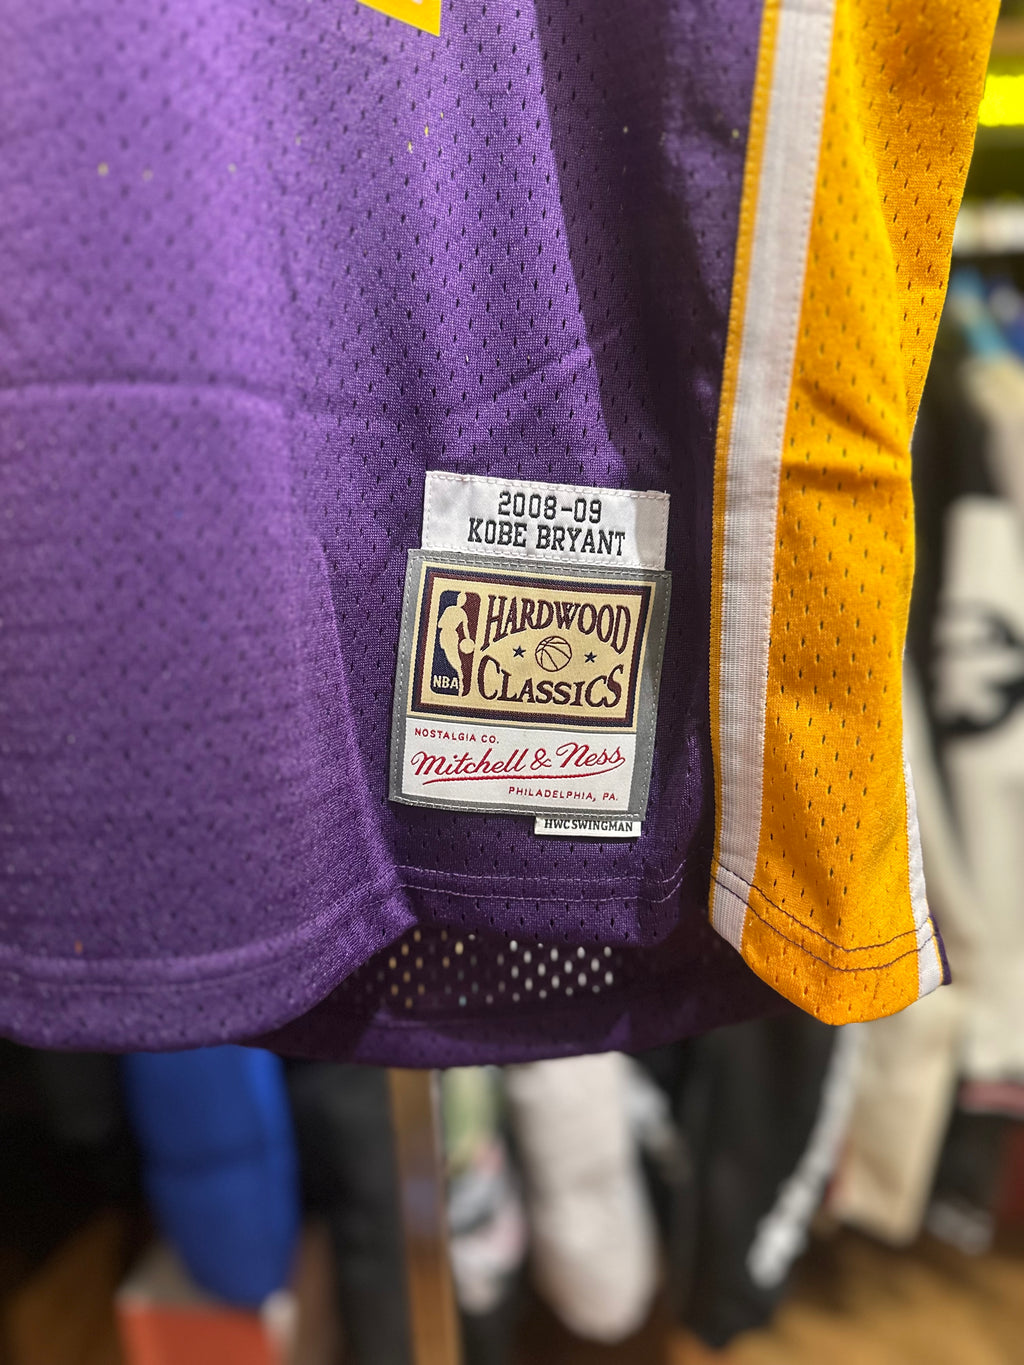 2008-09
KOBE BRYANT
HARDWOOD
CLASSICS
NBA
NOSTALGIA CO.
Mitchell & Ness
PHILADELPHIA, PA.
HWC SWINGMAN